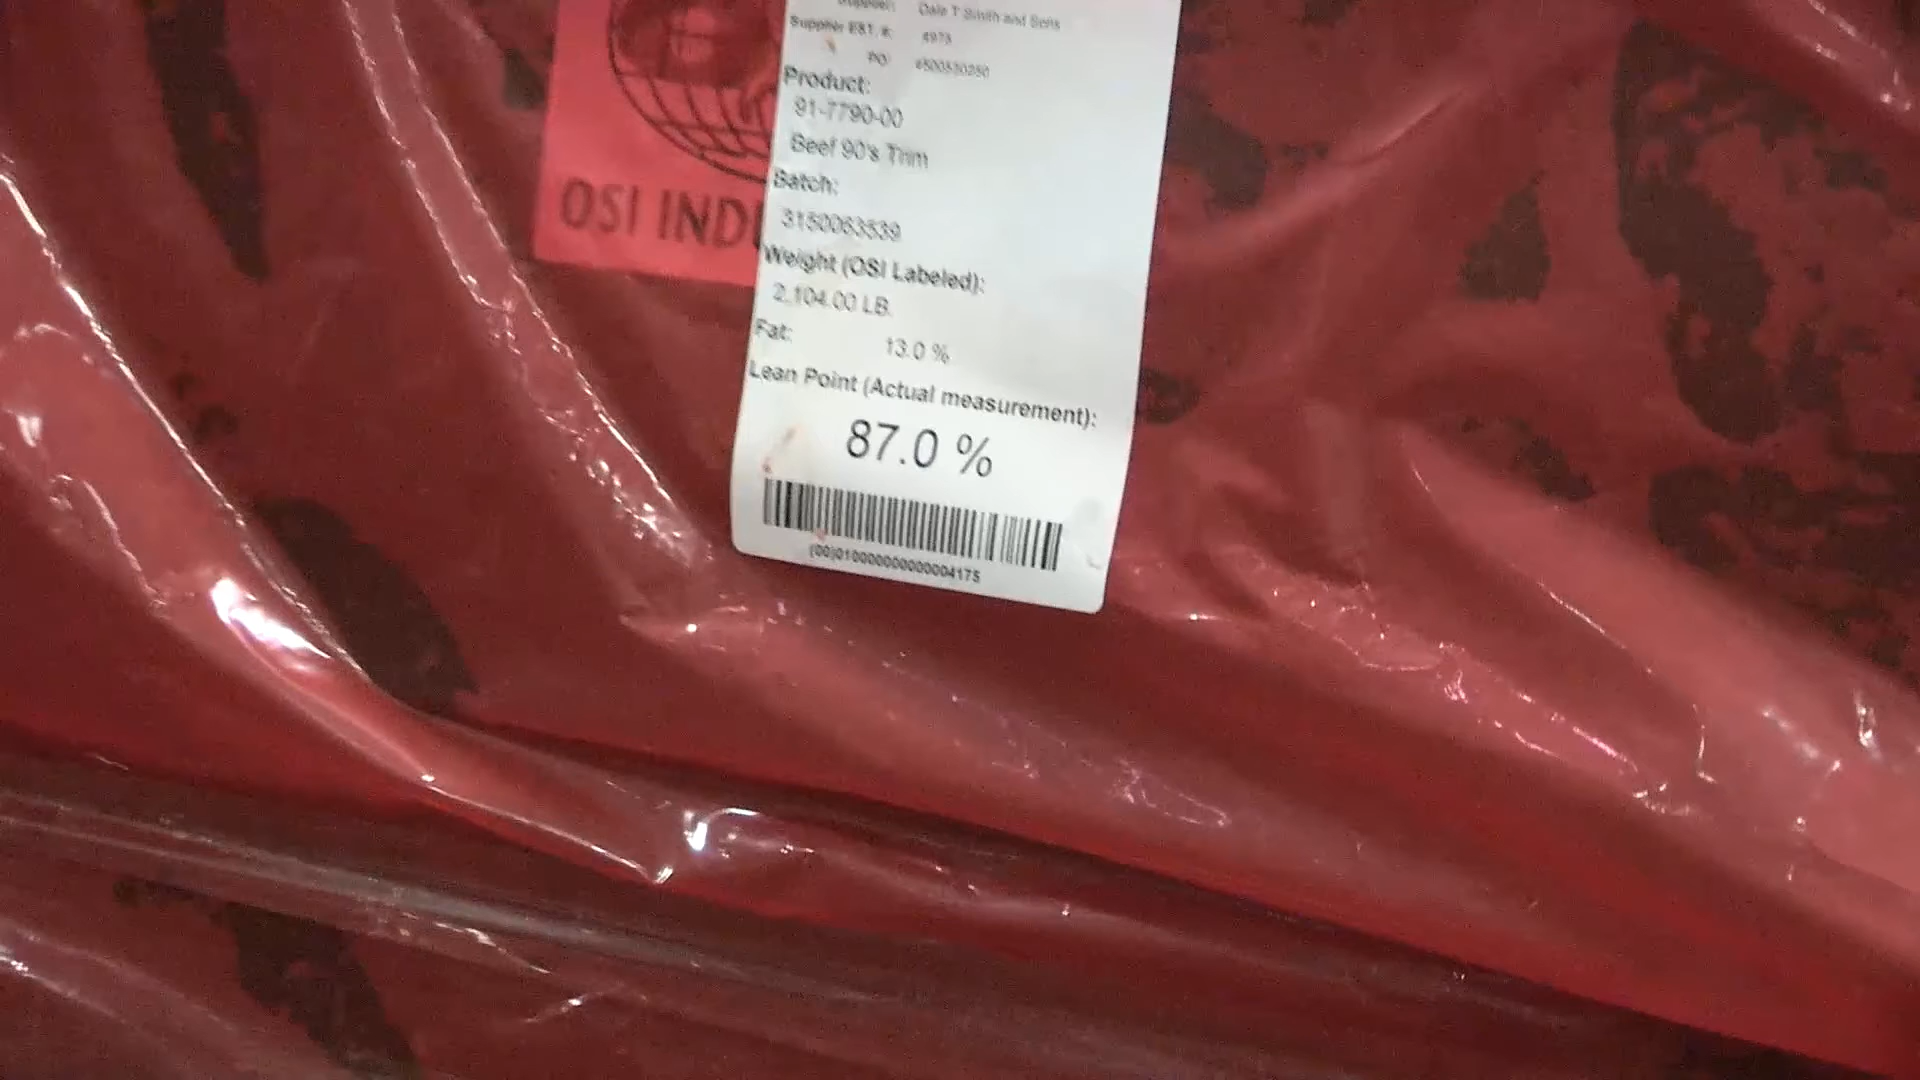 Supplier: Dale T Smith and Sons
Supplier EST. #: 4975
PO: 4500530250
Product:
91-7790-00
Beef 90's Trim
Batch:
3150063539
Weight (OSI Labeled):
2,104.00 LB.
Fat: 13.0 %
Lean Point (Actual measurement):
87.0 %
(00)010000000000004175
OSI INDU